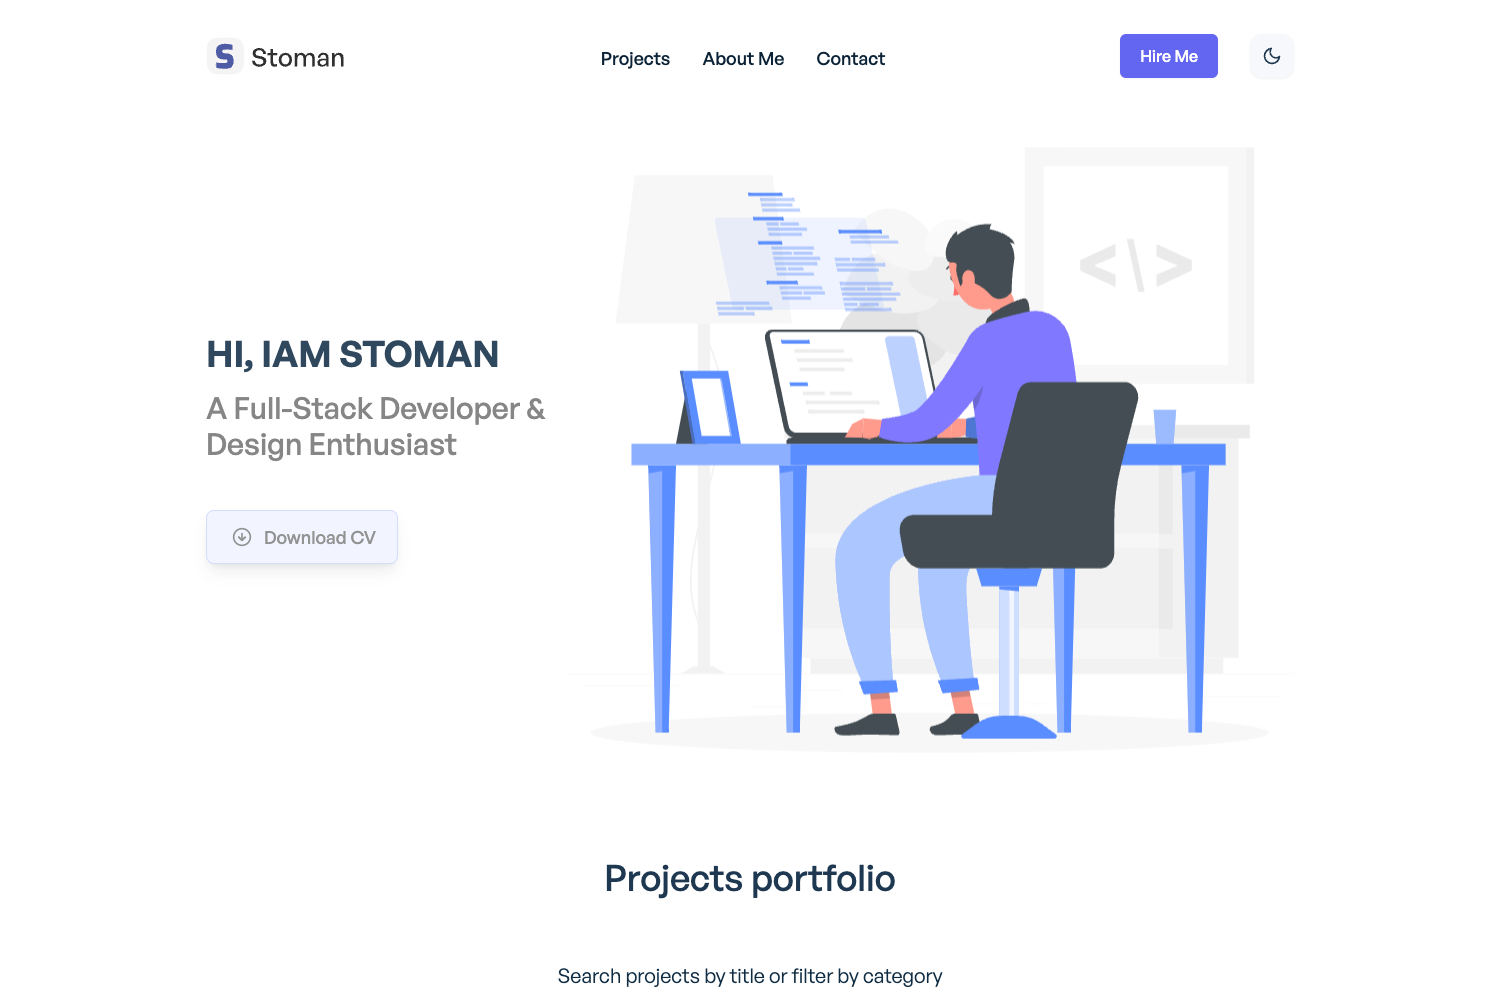 Stoman
Projects
About Me
Contact
Hire Me
<\>
HI, IAM STOMAN
A Full-Stack Developer &
Design Enthusiast
Download CV
Projects portfolio
Search projects by title or filter by category